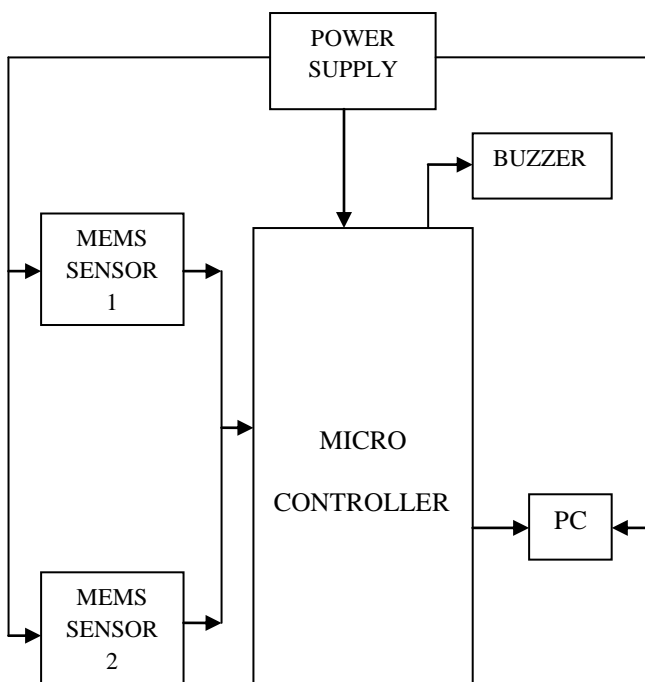 POWER
SUPPLY
BUZZER
MEMS
SENSOR
1
MICRO
CONTROLLER
PC
MEMS
SENSOR
2